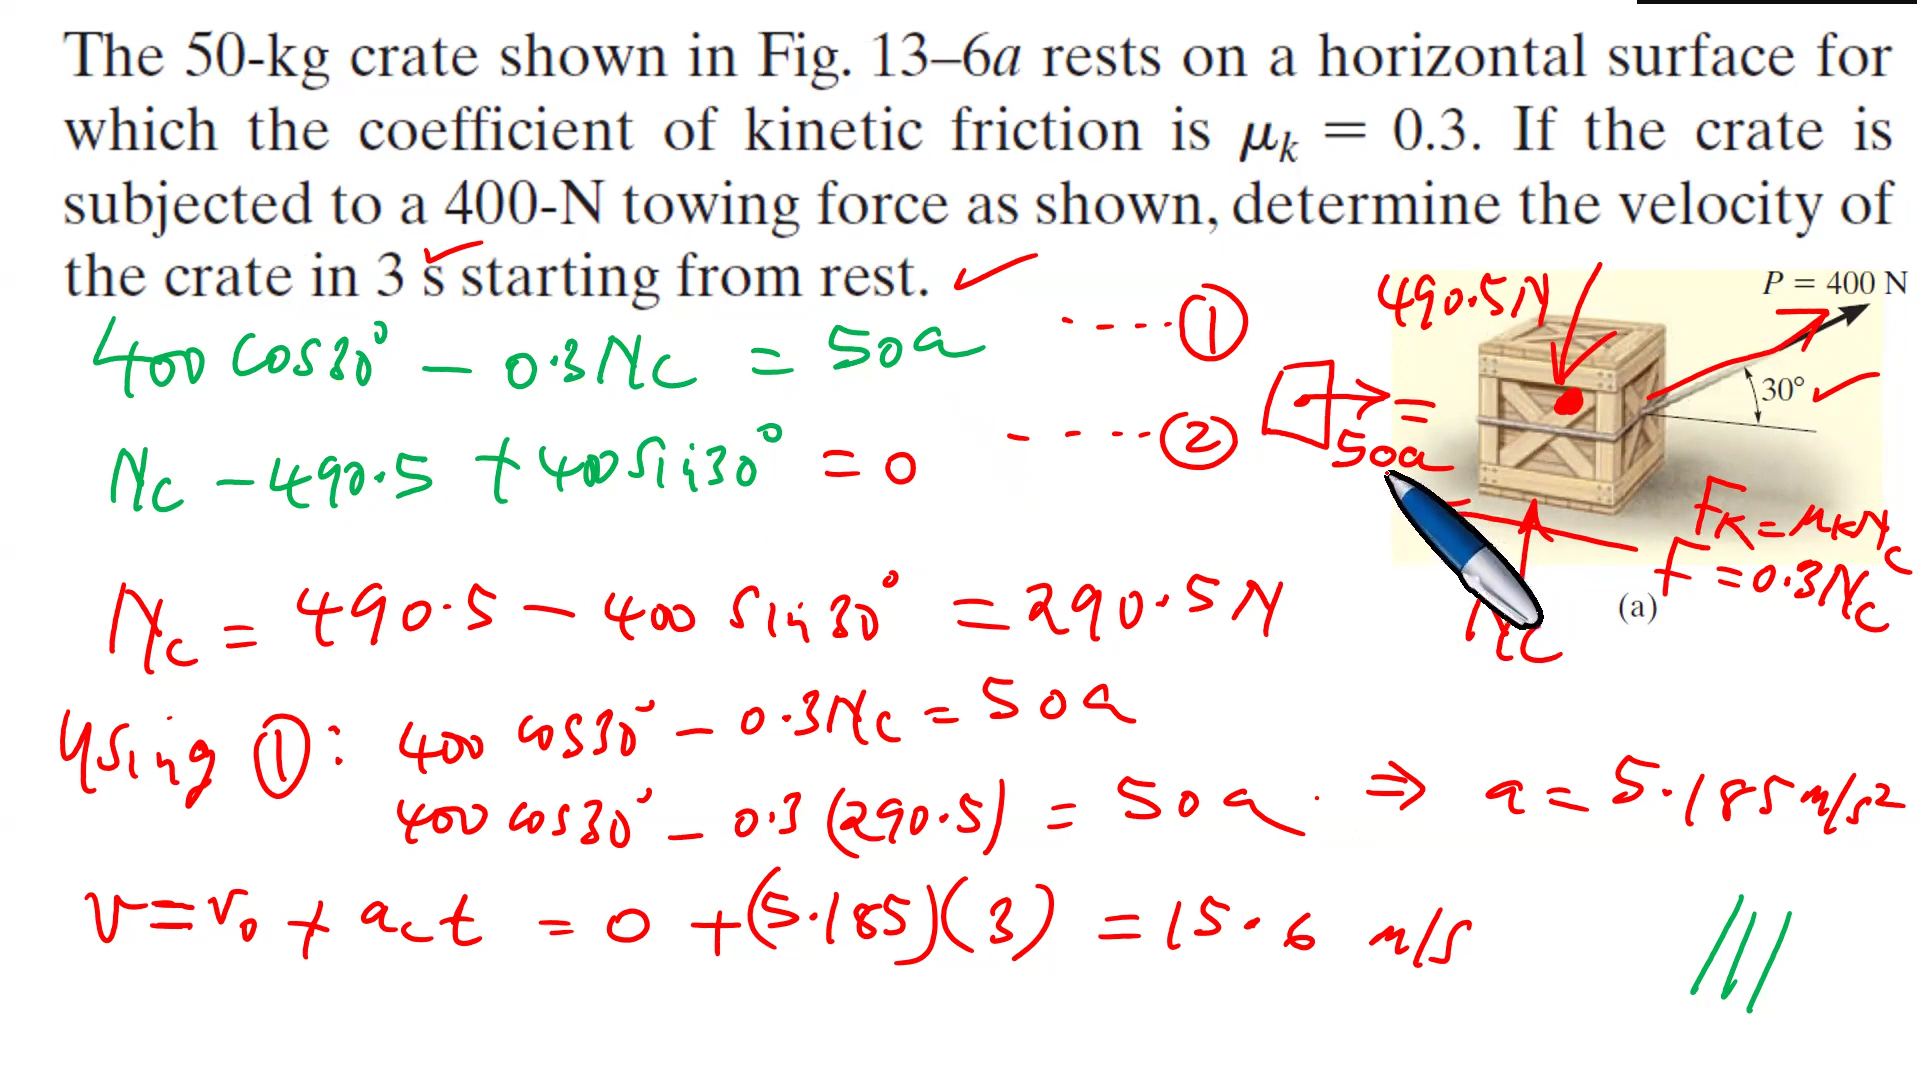 The 50-kg crate shown in Fig. 13–6a rests on a horizontal surface for
which the coefficient of kinetic friction is μk = 0.3. If the crate is
subjected to a 400-N towing force as shown, determine the velocity of
the crate in 3 s starting from rest.
400 cos30° − 0.3Nc = 50a ----- ①
Nc − 490.5 + 400 sin30° = 0 ----- ②
490.5N
P = 400 N
30°
=
50a
Fk = μkNc
F = 0.3Nc
Nc
(a)
Nc = 490.5 − 400 sin30° = 290.5 N
Using ①: 400 cos30° − 0.3Nc = 50a
400 cos30° − 0.3 (290.5) = 50a. ⇒ a = 5.185 m/s²
v = v₀ + act = 0 + (5.185)(3) = 15.6 m/s